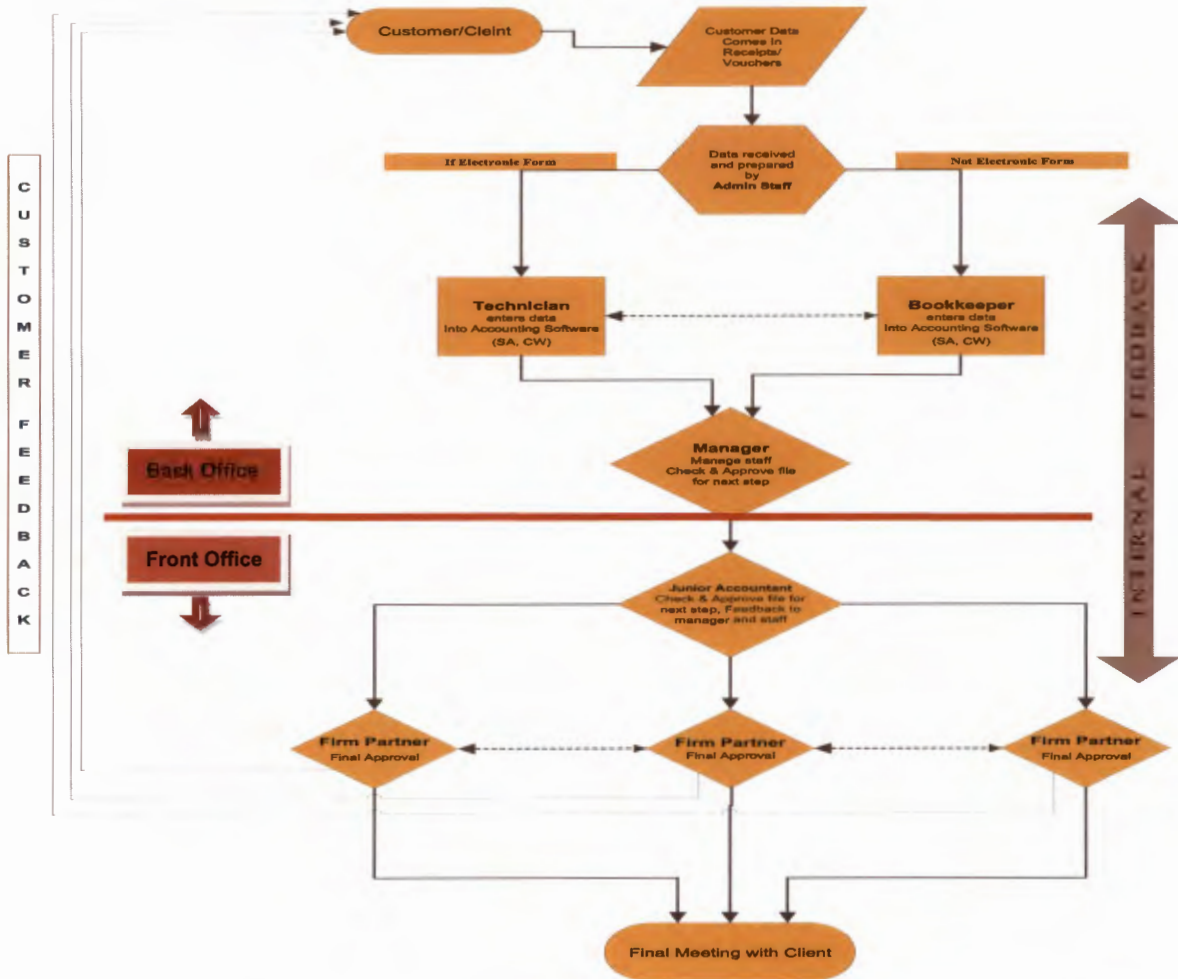 Customer/Cleint
Customer Data
Comes in
Receipts/
Vouchers
If Electronic Form
Data received
and prepared
by
Admin Staff
Not Electronic Form
CUSTOMER FEEDBACK
INTERNAL FEEDBACK
Technician
enters data
into Accounting Software
(SA, CW)
Bookkeeper
enters data
into Accounting Software
(SA, CW)
Manager
Manage staff
Check & Approve file
for next step
Back Office
Front Office
Junior Accountant
Check & Approve file for
next step, Feedback to
manager and staff
Firm Partner
Final Approval
Firm Partner
Final Approval
Firm Partner
Final Approval
Final Meeting with Client